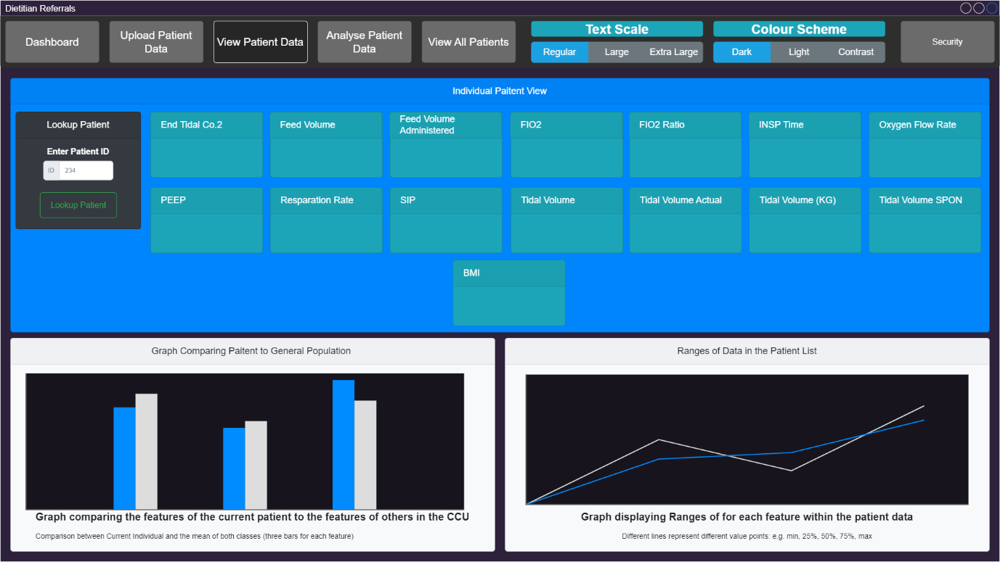 Dietitian Referrals
Dashboard
Upload Patient
Data
View Patient Data
Analyse Patient
Data
View All Patients
Text Scale
Regular Large Extra Large
Colour Scheme
Dark Light Contrast
Security
Individual Paitent View
Lookup Patient
Enter Patient ID
ID 234
Lookup Patient
End Tidal Co.2
Feed Volume
Feed Volume
Administered
FIO2
FIO2 Ratio
INSP Time
Oxygen Flow Rate
PEEP
Resparation Rate
SIP
Tidal Volume
Tidal Volume Actual
Tidal Volume (KG)
Tidal Volume SPON
BMI
Graph Comparing Paitent to General Population
Graph comparing the features of the current patient to the features of others in the CCU
Comparison between Current Individual and the mean of both classes (three bars for each feature)
Ranges of Data in the Patient List
Graph displaying Ranges of for each feature within the patient data
Different lines represent different value points: e.g. min, 25%, 50%, 75%, max